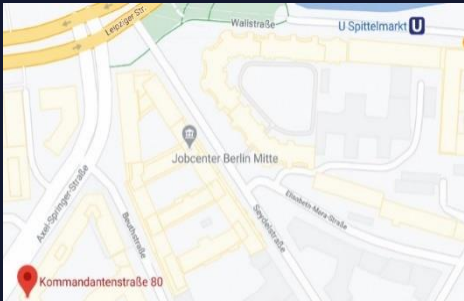 Leipziger Str.
Wallstraße
U Spittelmarkt U
Jobcenter Berlin Mitte
Axel-Springer-Straße
Beuthstraße
Seydelstraße
Elisabeth-Mara-Straße
Kommandantenstraße 80